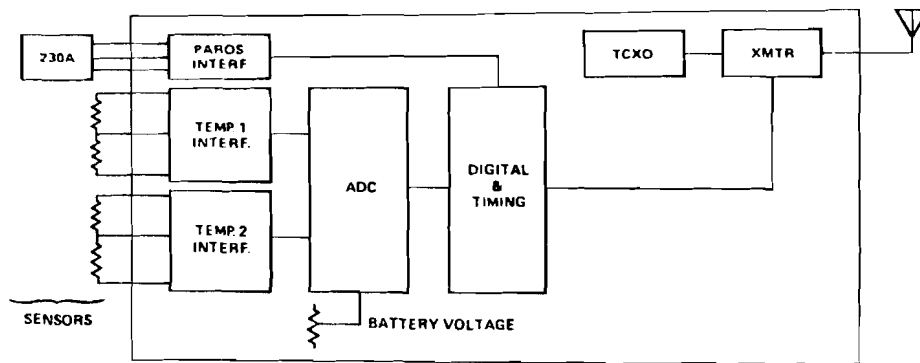 230A
PAROS
INTERF
TCXO
XMTR
TEMP. 1
INTERF.
ADC
DIGITAL
&
TIMING
TEMP. 2
INTERF.
SENSORS
BATTERY VOLTAGE